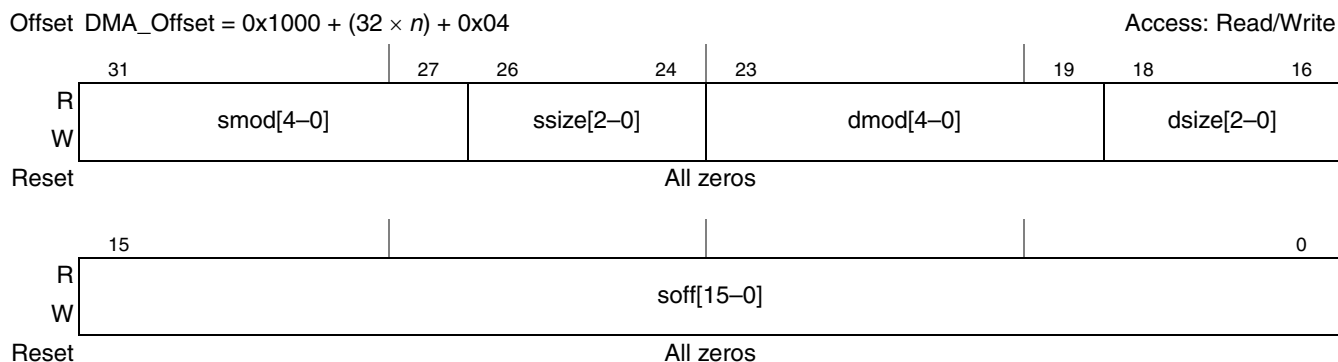 Offset DMA_Offset = 0x1000 + (32 × n) + 0x04 Access: Read/Write
31 27 26 24 23 19 18 16
R
smod[4–0] ssize[2–0] dmod[4–0] dsize[2–0]
W
Reset All zeros
15 0
R
soff[15–0]
W
Reset All zeros